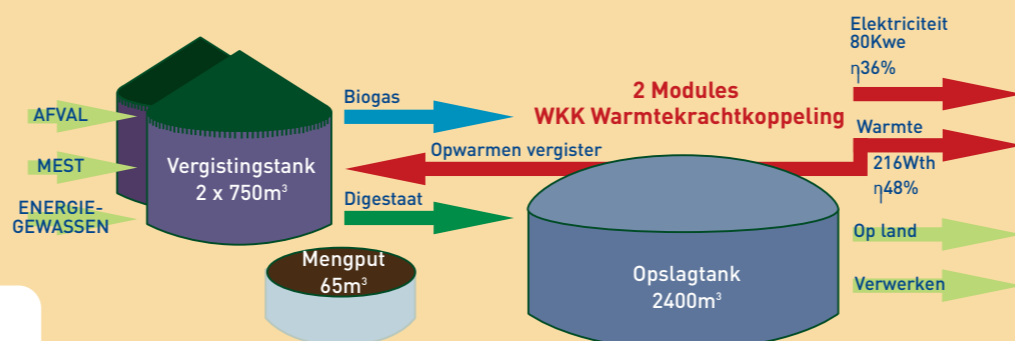 AFVAL
MEST
ENERGIE-
GEWASSEN
Vergistingstank
2 x 750m³
Mengput
65m³
Biogas
Opwarmen vergister
Digestaat
2 Modules
WKK Warmtekrachtkoppeling
Opslagtank
2400m³
Elektriciteit
80Kwe
η36%
Warmte
216Wth
η48%
Op land
Verwerken